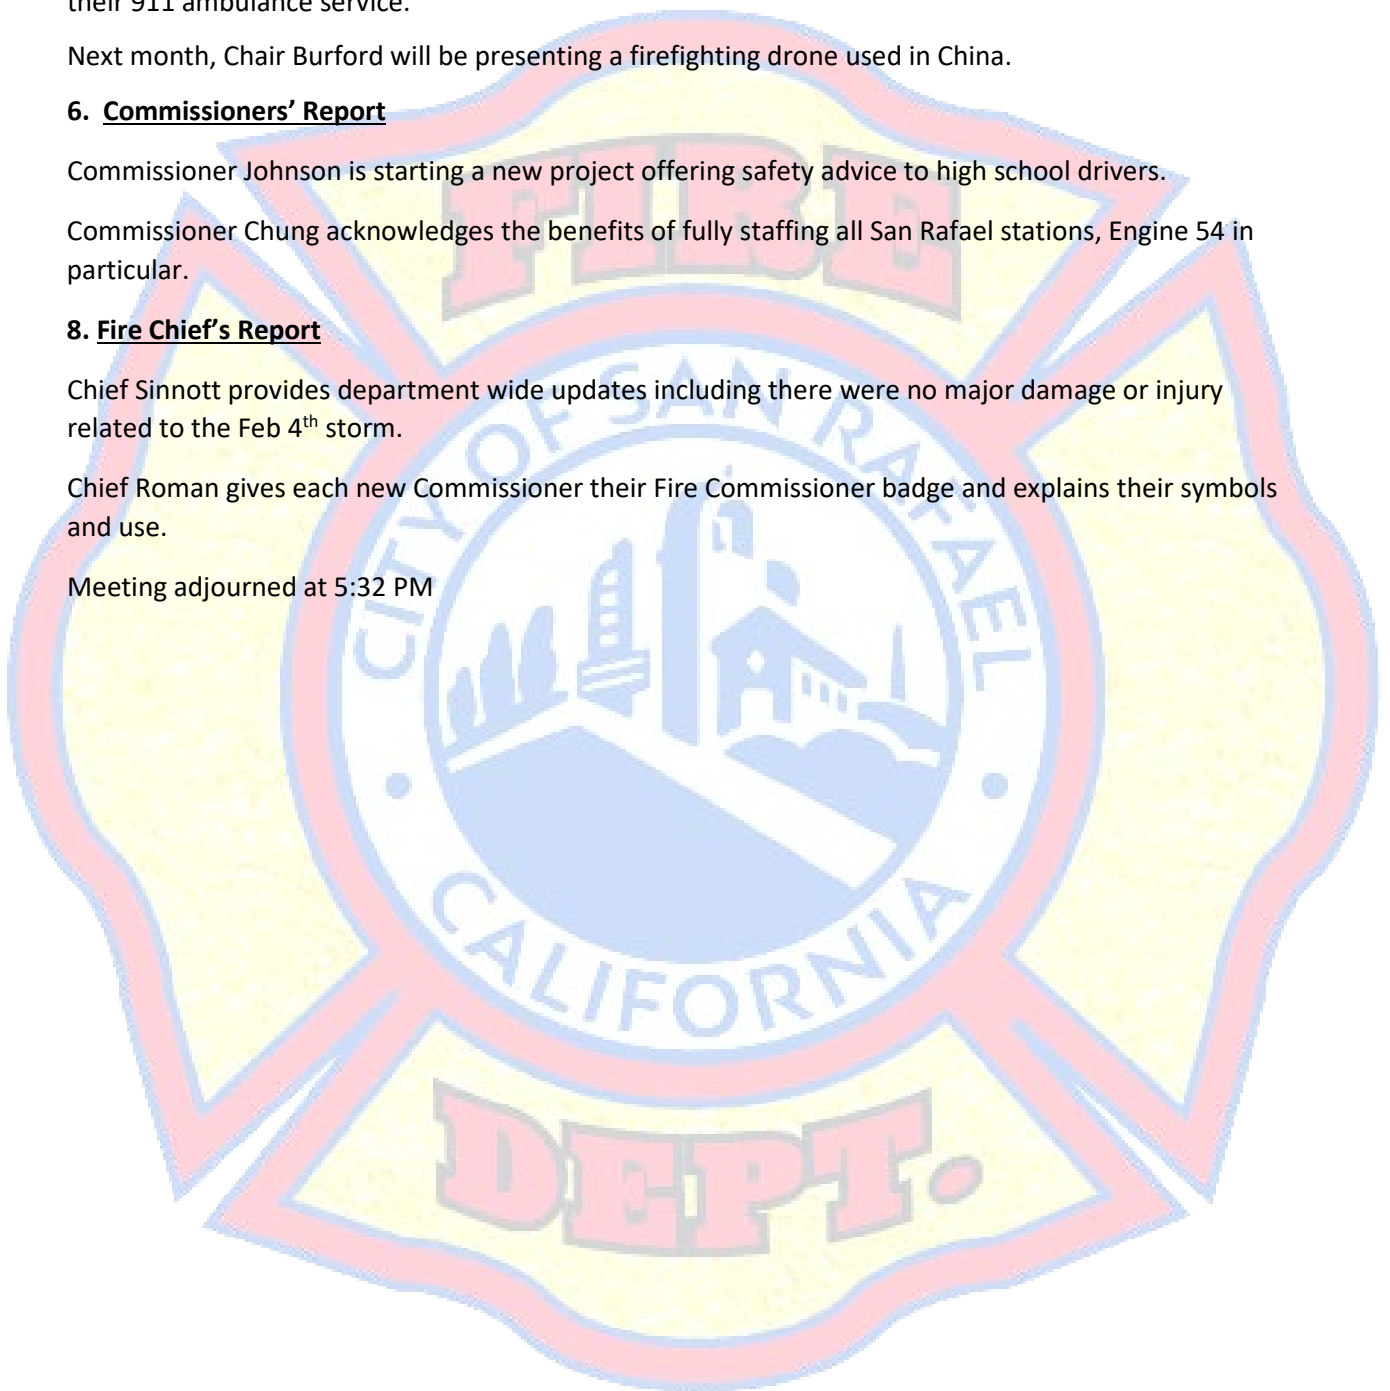 their 911 ambulance service.
Next month, Chair Burford will be presenting a firefighting drone used in China.
6. Commissioners’ Report
Commissioner Johnson is starting a new project offering safety advice to high school drivers.
Commissioner Chung acknowledges the benefits of fully staffing all San Rafael stations, Engine 54 in
particular.
8. Fire Chief’s Report
Chief Sinnott provides department wide updates including there were no major damage or injury
related to the Feb 4th storm.
Chief Roman gives each new Commissioner their Fire Commissioner badge and explains their symbols
and use.
Meeting adjourned at 5:32 PM
FIRE
CITY OF SAN RAFAEL
CALIFORNIA
DEPT.